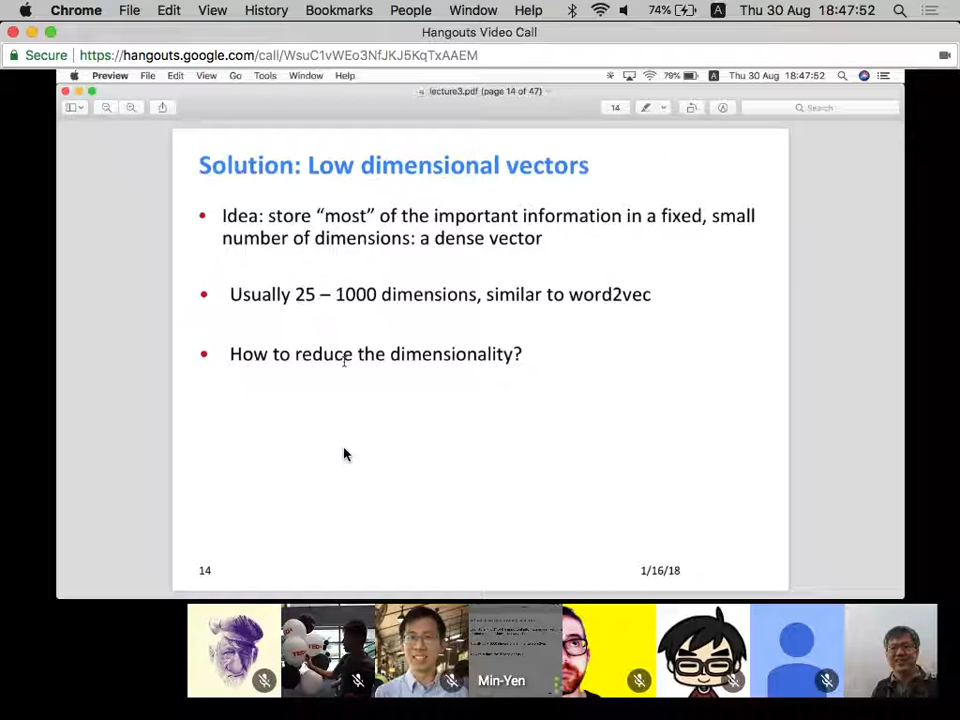 Chrome File Edit View History Bookmarks People Window Help 74% A Thu 30 Aug 18:47:52
Hangouts Video Call
Secure https://hangouts.google.com/call/WsuC1vWEo3NfJKJ5KqTxAAEM
Preview File Edit View Go Tools Window Help 79% A Thu 30 Aug 18:47:52
lecture3.pdf (page 14 of 47)
14 Search
Solution: Low dimensional vectors
• Idea: store “most” of the important information in a fixed, small
number of dimensions: a dense vector
• Usually 25 – 1000 dimensions, similar to word2vec
• How to reduce the dimensionality?
14 1/16/18
TED
Min-Yen